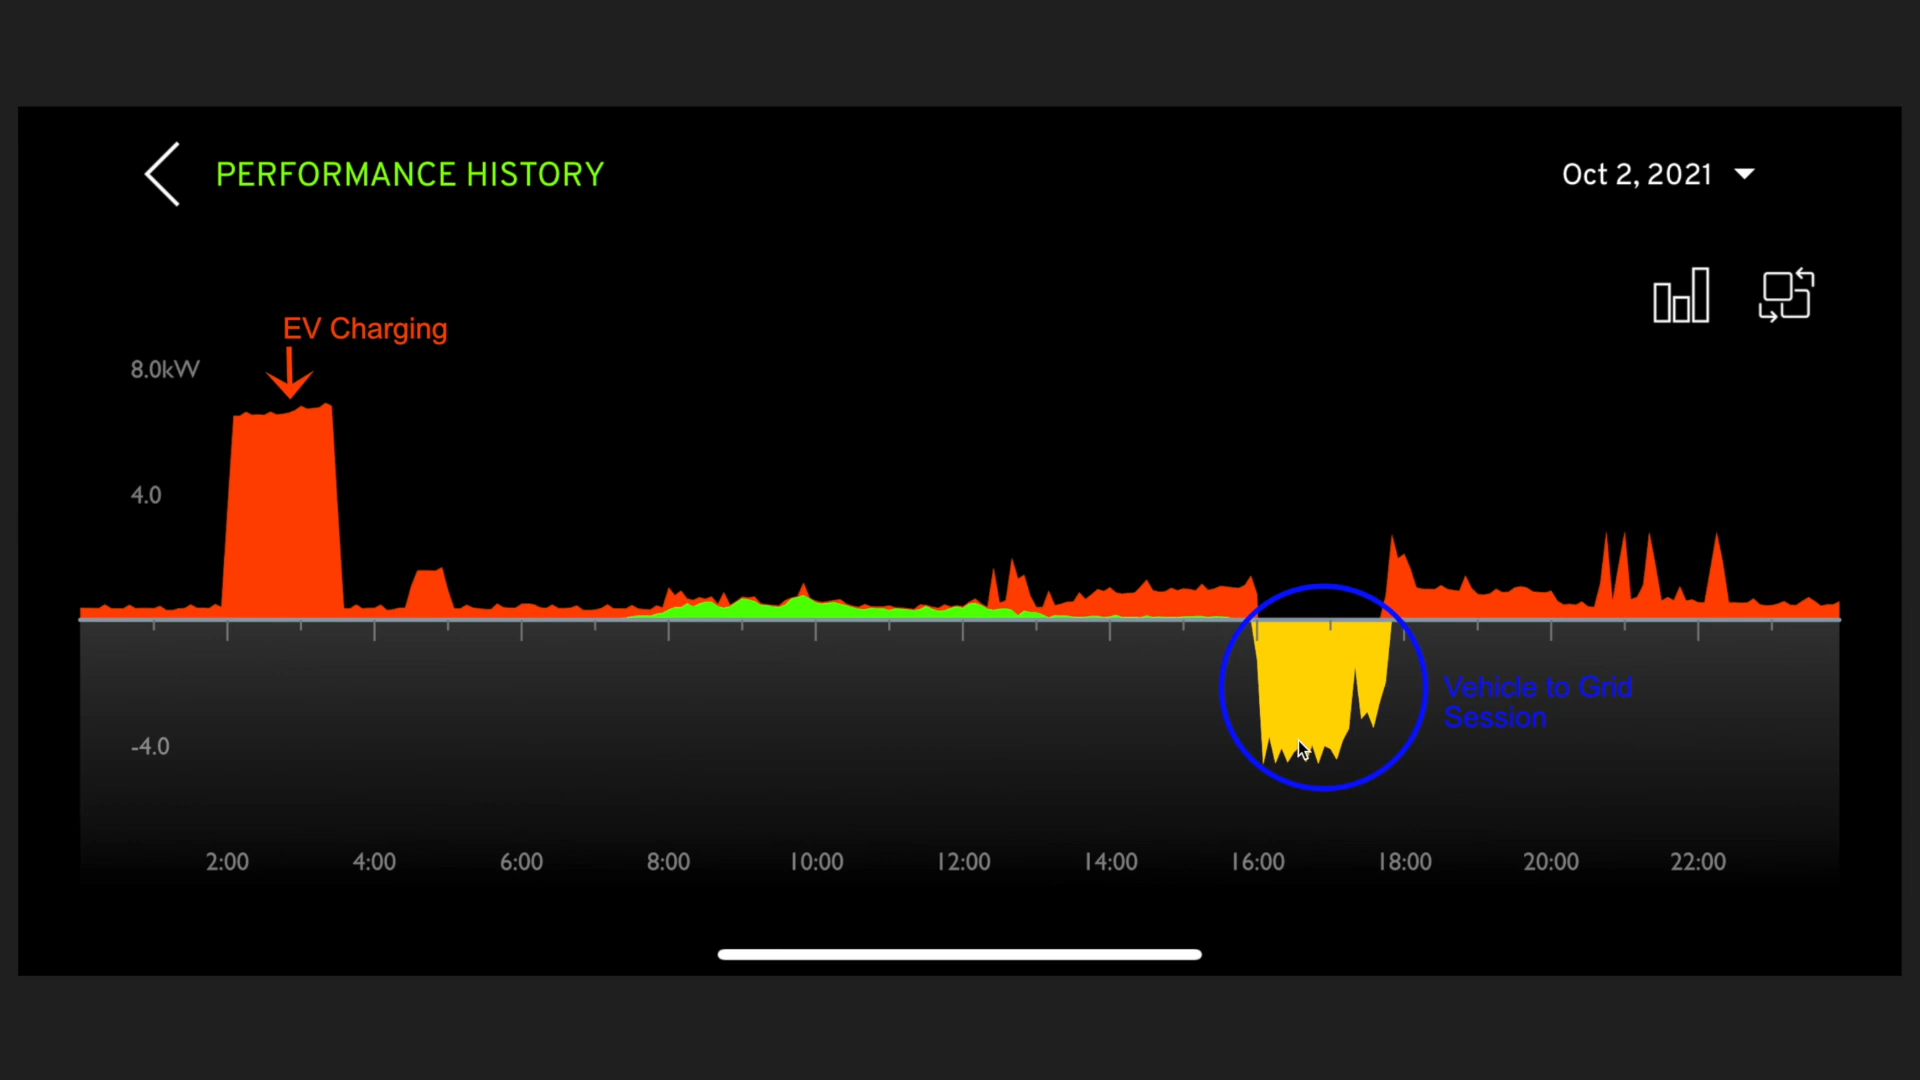 PERFORMANCE HISTORY
Oct 2, 2021
EV Charging
8.0kW
4.0
Vehicle to Grid
Session
-4.0
2:00 4:00 6:00 8:00 10:00 12:00 14:00 16:00 18:00 20:00 22:00